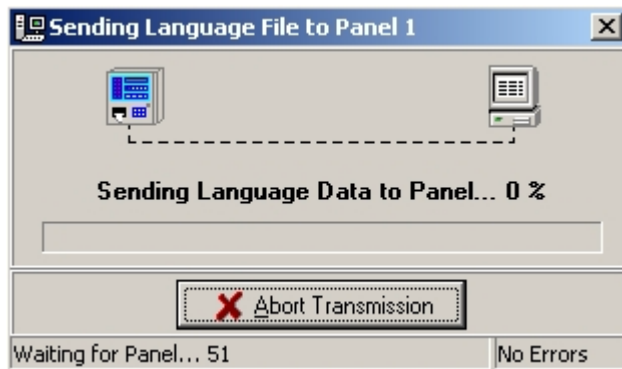 Sending Language File to Panel 1
Sending Language Data to Panel... 0 %
Abort Transmission
Waiting for Panel... 51
No Errors